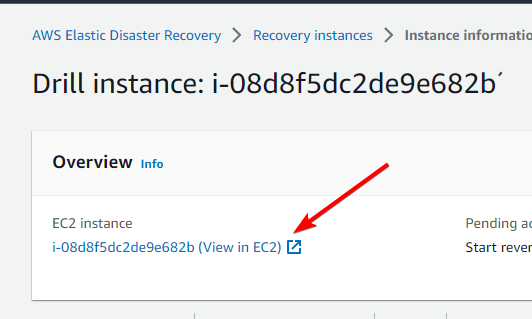 AWS Elastic Disaster Recovery > Recovery instances > Instance informatio
Drill instance: i-08d8f5dc2de9e682b´
Overview Info
EC2 instance
Pending ac
i-08d8f5dc2de9e682b (View in EC2)
Start rever